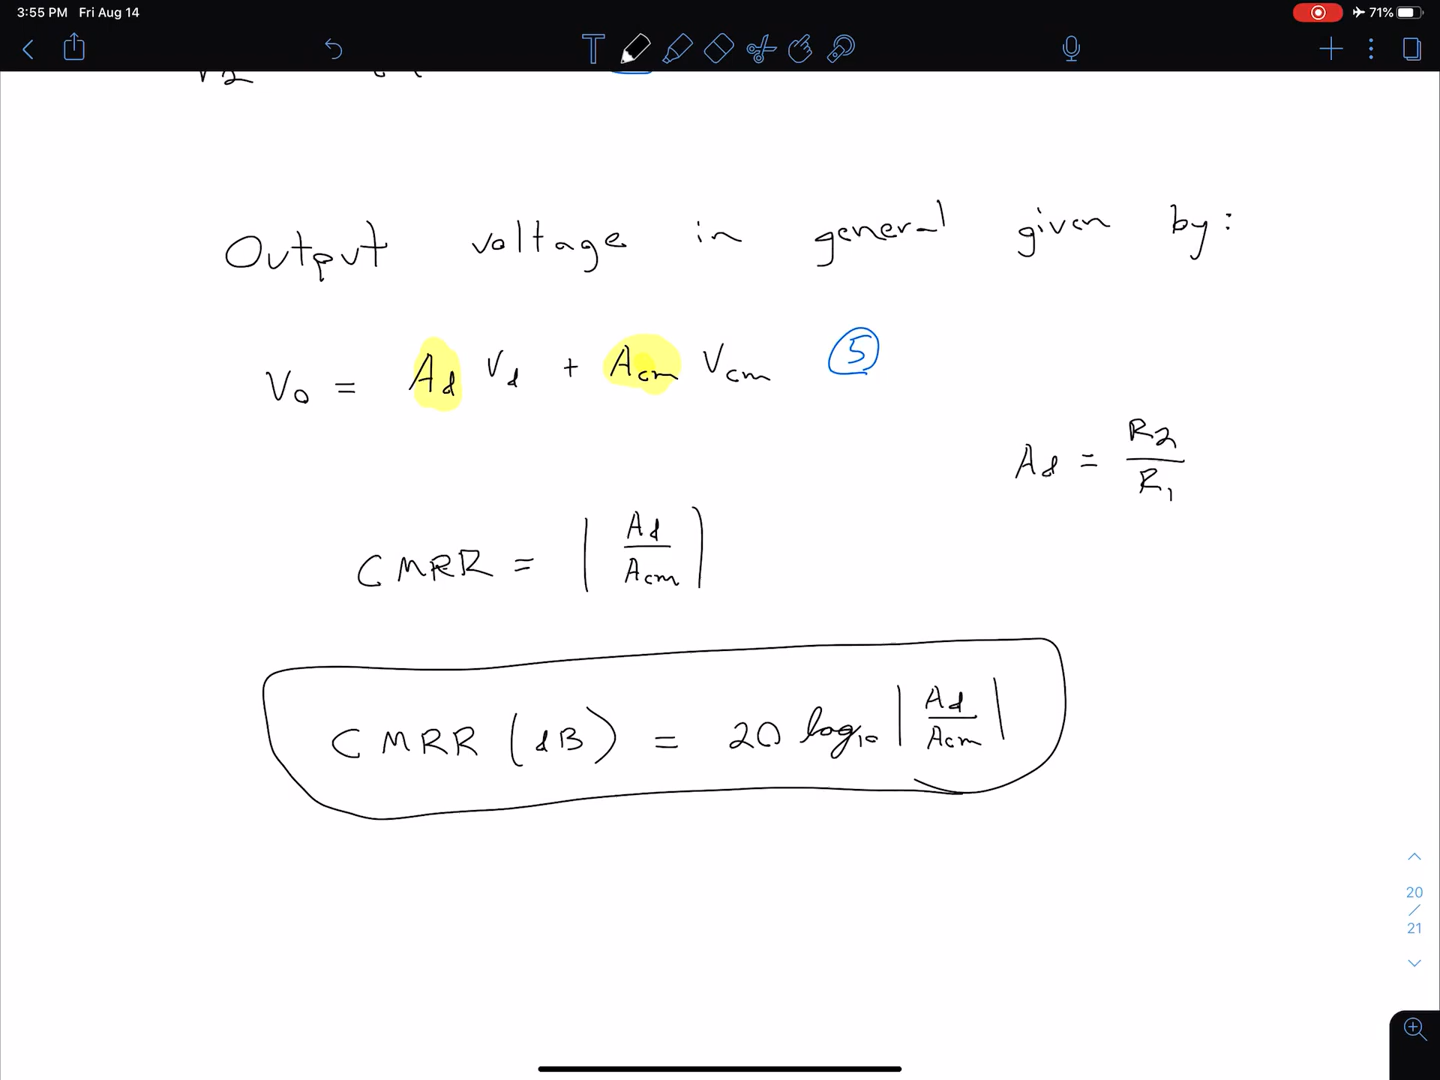 3:55 PM Fri Aug 14
71%
Output voltage in general given by:
Vo = Ad Vd + Acm Vcm 5
Ad = R2/R1
CMRR = |Ad/Acm|
CMRR (dB) = 20 log10 |Ad/Acm|
20
/
21